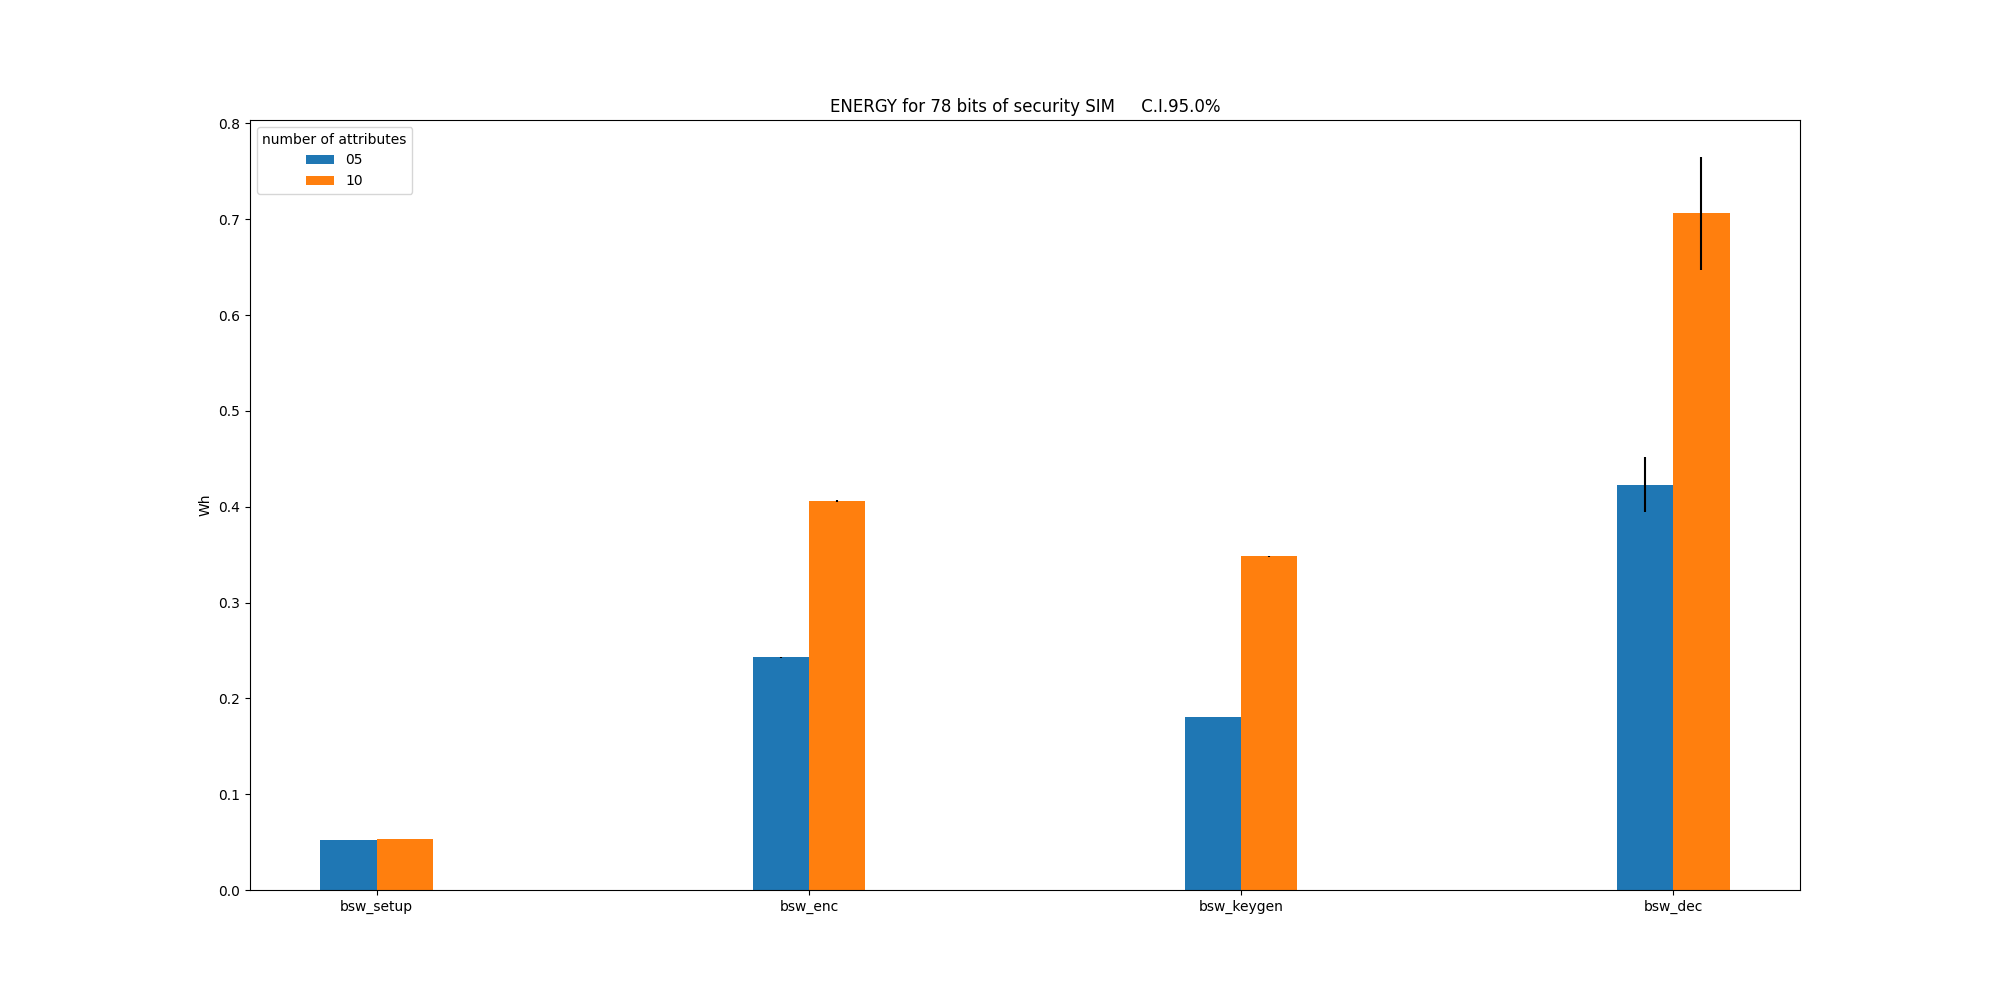 ENERGY for 78 bits of security SIM     C.I.95.0%
number of attributes
05
10
Wh
0.8
0.7
0.6
0.5
0.4
0.3
0.2
0.1
0.0
bsw_setup bsw_enc bsw_keygen bsw_dec